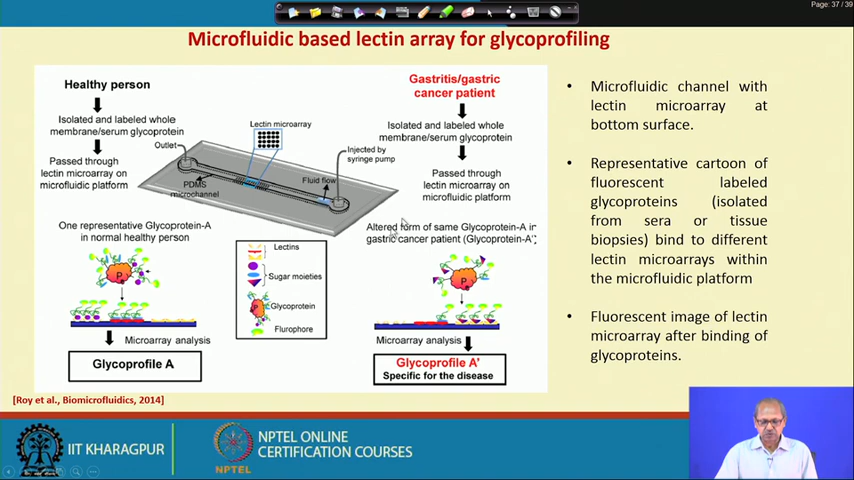 Page: 37 / 39
Microfluidic based lectin array for glycoprofiling
Healthy person
Isolated and labeled whole
membrane/serum glycoprotein
Passed through
lectin microarray on
microfluidic platform
One representative Glycoprotein-A
in normal healthy person
P
Microarray analysis
Glycoprofile A
Lectin microarray
Outlet
Injected by
syringe pump
Fluid flow
PDMS
microchannel
Lectins
Sugar moieties
P
Glycoprotein
Flurophore
Gastritis/gastric
cancer patient
Isolated and labeled whole
membrane/serum glycoprotein
Passed through
lectin microarray on
microfluidic platform
Altered form of same Glycoprotein-A in
gastric cancer patient (Glycoprotein-A')
P
Microarray analysis
Glycoprofile A'
Specific for the disease
• Microfluidic channel with
lectin microarray at
bottom surface.
• Representative cartoon of
fluorescent labeled
glycoproteins (isolated
from sera or tissue
biopsies) bind to different
lectin microarrays within
the microfluidic platform
• Fluorescent image of lectin
microarray after binding of
glycoproteins.
[Roy et al., Biomicrofluidics, 2014]
IIT KHARAGPUR
NPTEL
NPTEL ONLINE
CERTIFICATION COURSES